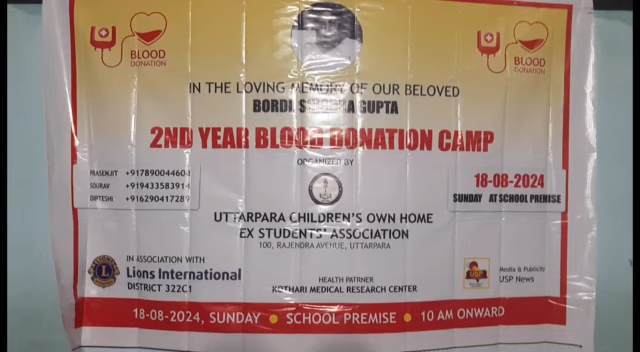 BLOOD
DONATION
BLOOD
DONATION
IN THE LOVING MEMORY OF OUR BELOVED
GUPTA
2ND YEAR BLOOD DONATION CAMP
ORGANIZED BY
PRASENJIT +917890044608
SOURAV +919433583914
DIPTESHI +916290417289
18-08-2024
SUNDAY AT SCHOOL PREMISE
UTTARPARA CHILDREN'S OWN HOME
EX STUDENTS' ASSOCIATION
100, RAJENDRA AVENUE, UTTARPARA
IN ASSOCIATION WITH
Lions International
DISTRICT 322C1
HEALTH PARTNER
KOTHARI MEDICAL RESEARCH CENTER
USP
Media & Publicity
USP News
18-08-2024, SUNDAY SCHOOL PREMISE 10 AM ONWARD